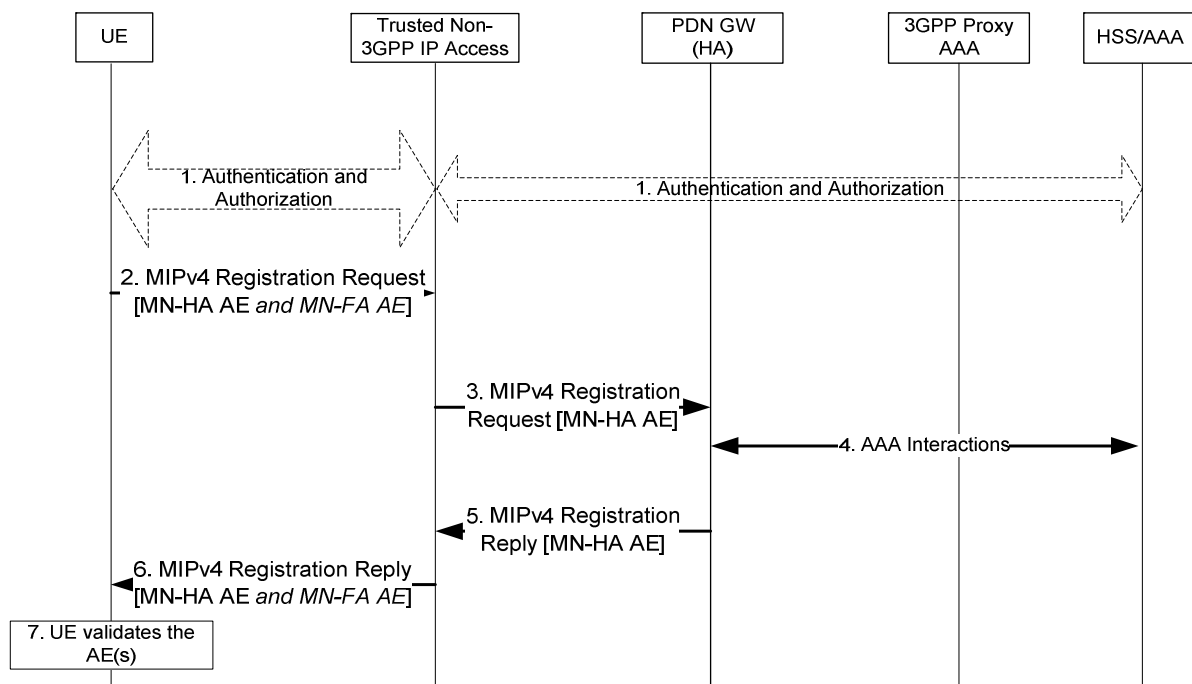 UE
Trusted Non-
3GPP IP Access
PDN GW
(HA)
3GPP Proxy
AAA
HSS/AAA
1. Authentication and
Authorization
1. Authentication and Authorization
2. MIPv4 Registration Request
[MN-HA AE and MN-FA AE]
3. MIPv4 Registration
Request [MN-HA AE]
4. AAA Interactions
5. MIPv4 Registration
Reply [MN-HA AE]
6. MIPv4 Registration Reply
[MN-HA AE and MN-FA AE]
7. UE validates the
AE(s)